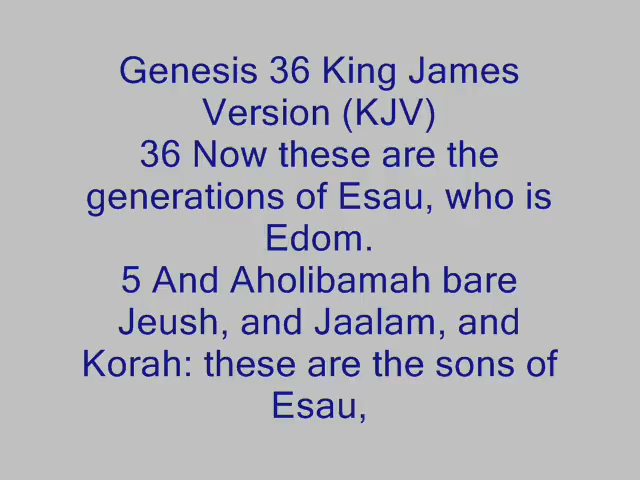 Genesis 36 King James
Version (KJV)
36 Now these are the
generations of Esau, who is
Edom.
5 And Aholibamah bare
Jeush, and Jaalam, and
Korah: these are the sons of
Esau,